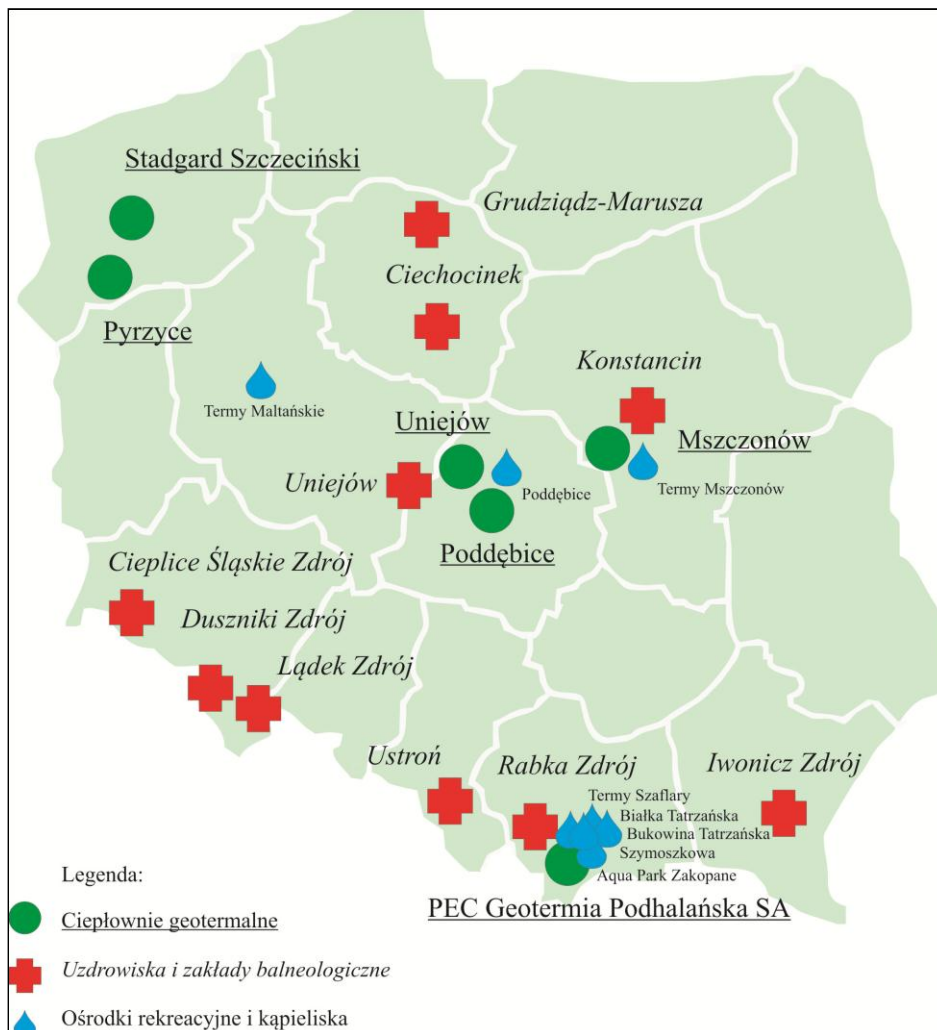 Stadgard Szczeciński
Grudziądz-Marusza
Ciechocinek
Pyrzyce
Konstancin
Termy Maltańskie
Uniejów
Mszczonów
Uniejów
Poddębice
Termy Mszczonów
Poddębice
Cieplice Śląskie Zdrój
Duszniki Zdrój
Lądek Zdrój
Ustroń
Rabka Zdrój
Iwonicz Zdrój
Termy Szaflary
Białka Tatrzańska
Bukowina Tatrzańska
Szymoszkowa
Aqua Park Zakopane
PEC Geotermia Podhalańska SA
Legenda:
Ciepłownie geotermalne
Uzdrowiska i zakłady balneologiczne
Ośrodki rekreacyjne i kąpieliska